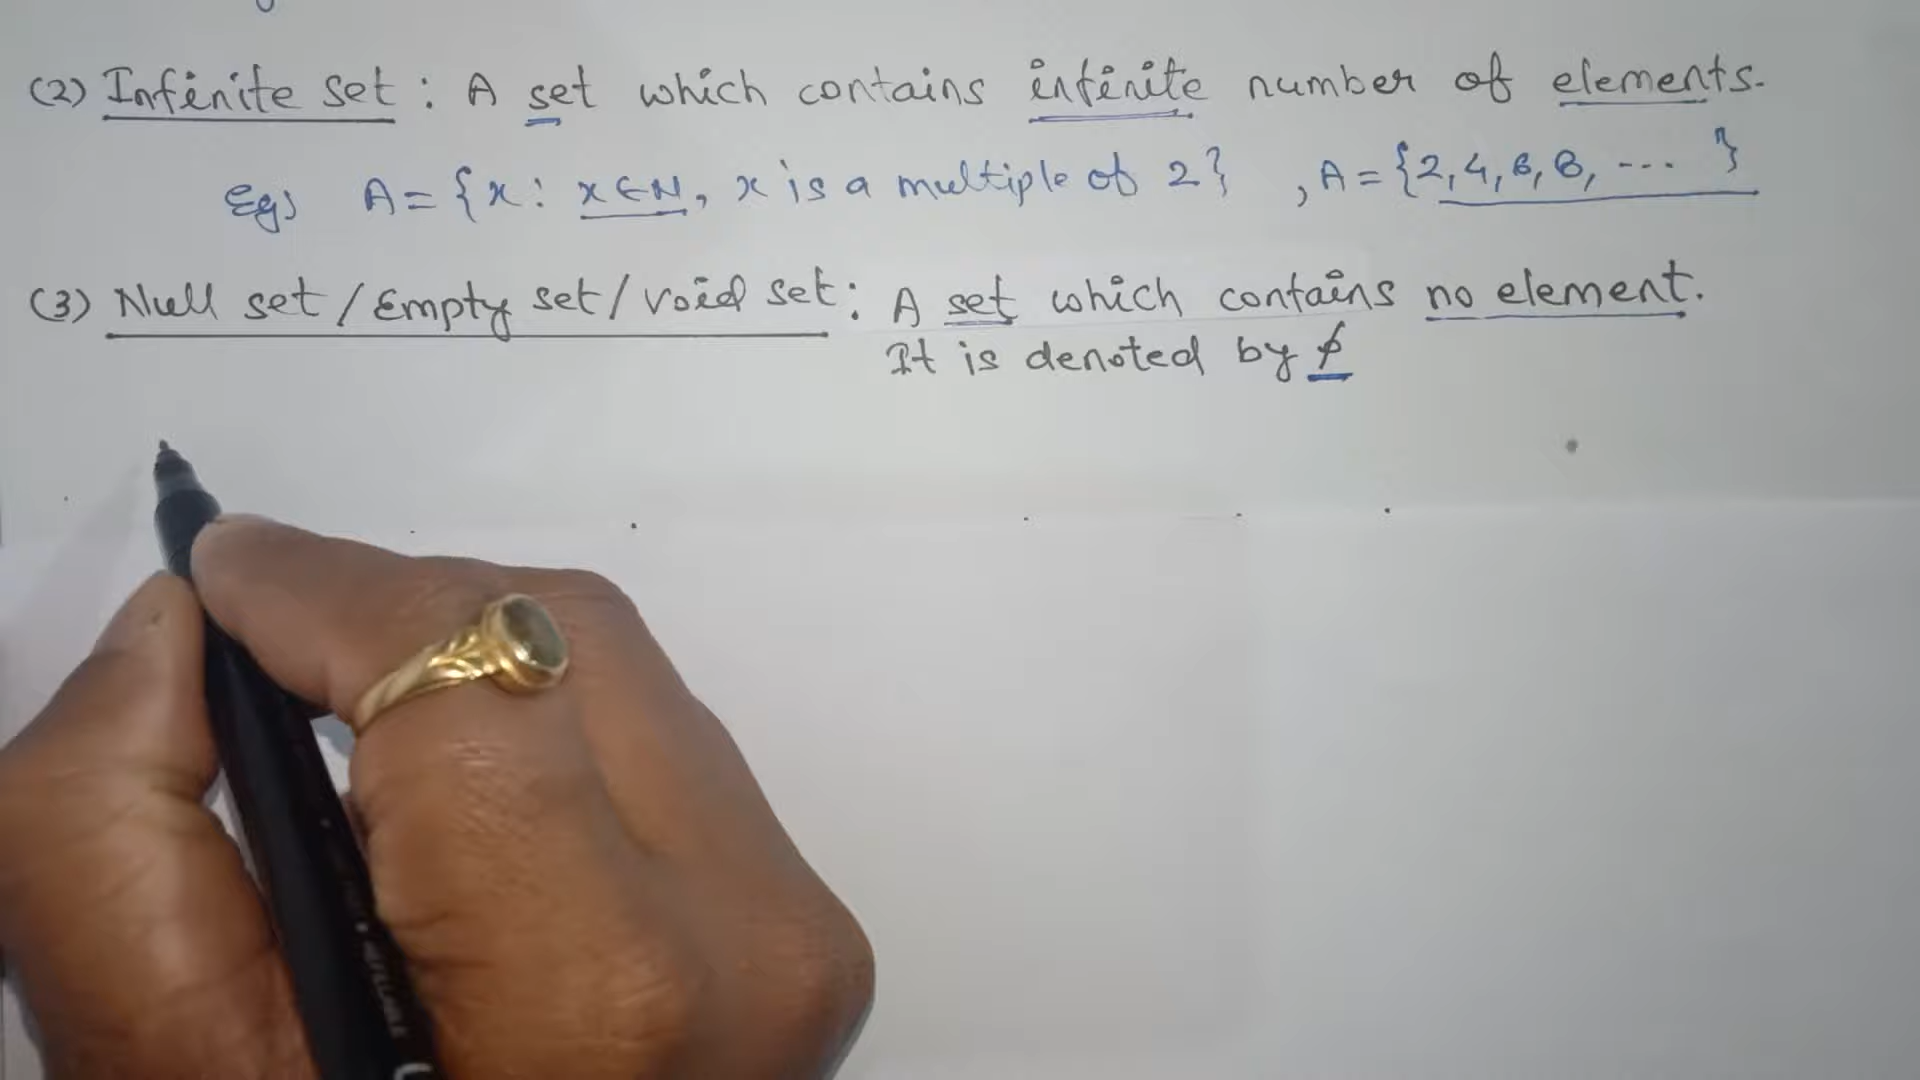 (2) Infinite set : A set which contains infinite number of elements.
Eg) A = {x : x∈N, x is a multiple of 2} , A = {2,4,6,8, --- }
(3) Null set / Empty set / void set : A set which contains no element.
It is denoted by ϕ